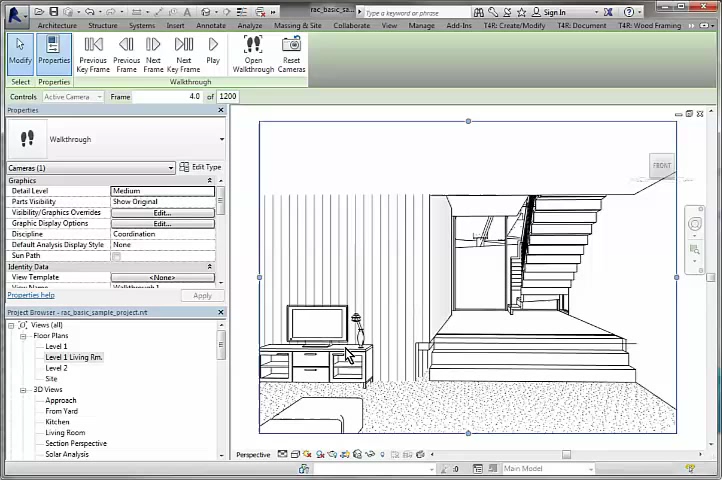 rac_basic_sa...
Type a keyword or phrase
Sign In
Architecture Structure Systems Insert Annotate Analyze Massing & Site Collaborate View Manage Add-Ins T4R: Create/Modify T4R: Document T4R: Wood Framing
Modify
Properties
Previous Key Frame
Previous Frame
Next Frame
Next Key Frame
Play
Open Walkthrough
Reset Cameras
Select Properties Walkthrough
Controls Active Camera Frame 4.0 of 1200
Properties
Walkthrough
Cameras (1) Edit Type
Graphics
Detail Level Medium
Parts Visibility Show Original
Visibility/Graphics Overrides Edit...
Graphic Display Options Edit...
Discipline Coordination
Default Analysis Display Style None
Sun Path
Identity Data
View Template <None>
View Name Walkthrough 1
Properties help Apply
Project Browser - rac_basic_sample_project.rvt
Views (all)
Floor Plans
Level 1
Level 1 Living Rm.
Level 2
Site
3D Views
Approach
From Yard
Kitchen
Living Room
Section Perspective
Solar Analysis
FRONT
Perspective
:0 Main Model